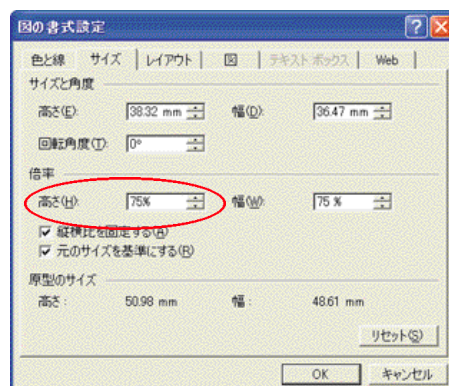 図の書式設定
色と線 サイズ レイアウト 図 テキスト ボックス Web
サイズと角度
高さ(E): 38.32 mm 幅(D): 36.47 mm
回転角度(T): 0°
倍率
高さ(H): 75% 幅(W): 75 %
縦横比を固定する(A)
元のサイズを基準にする(R)
原型のサイズ
高さ: 50.98 mm 幅: 48.61 mm
リセット(S)
OK キャンセル